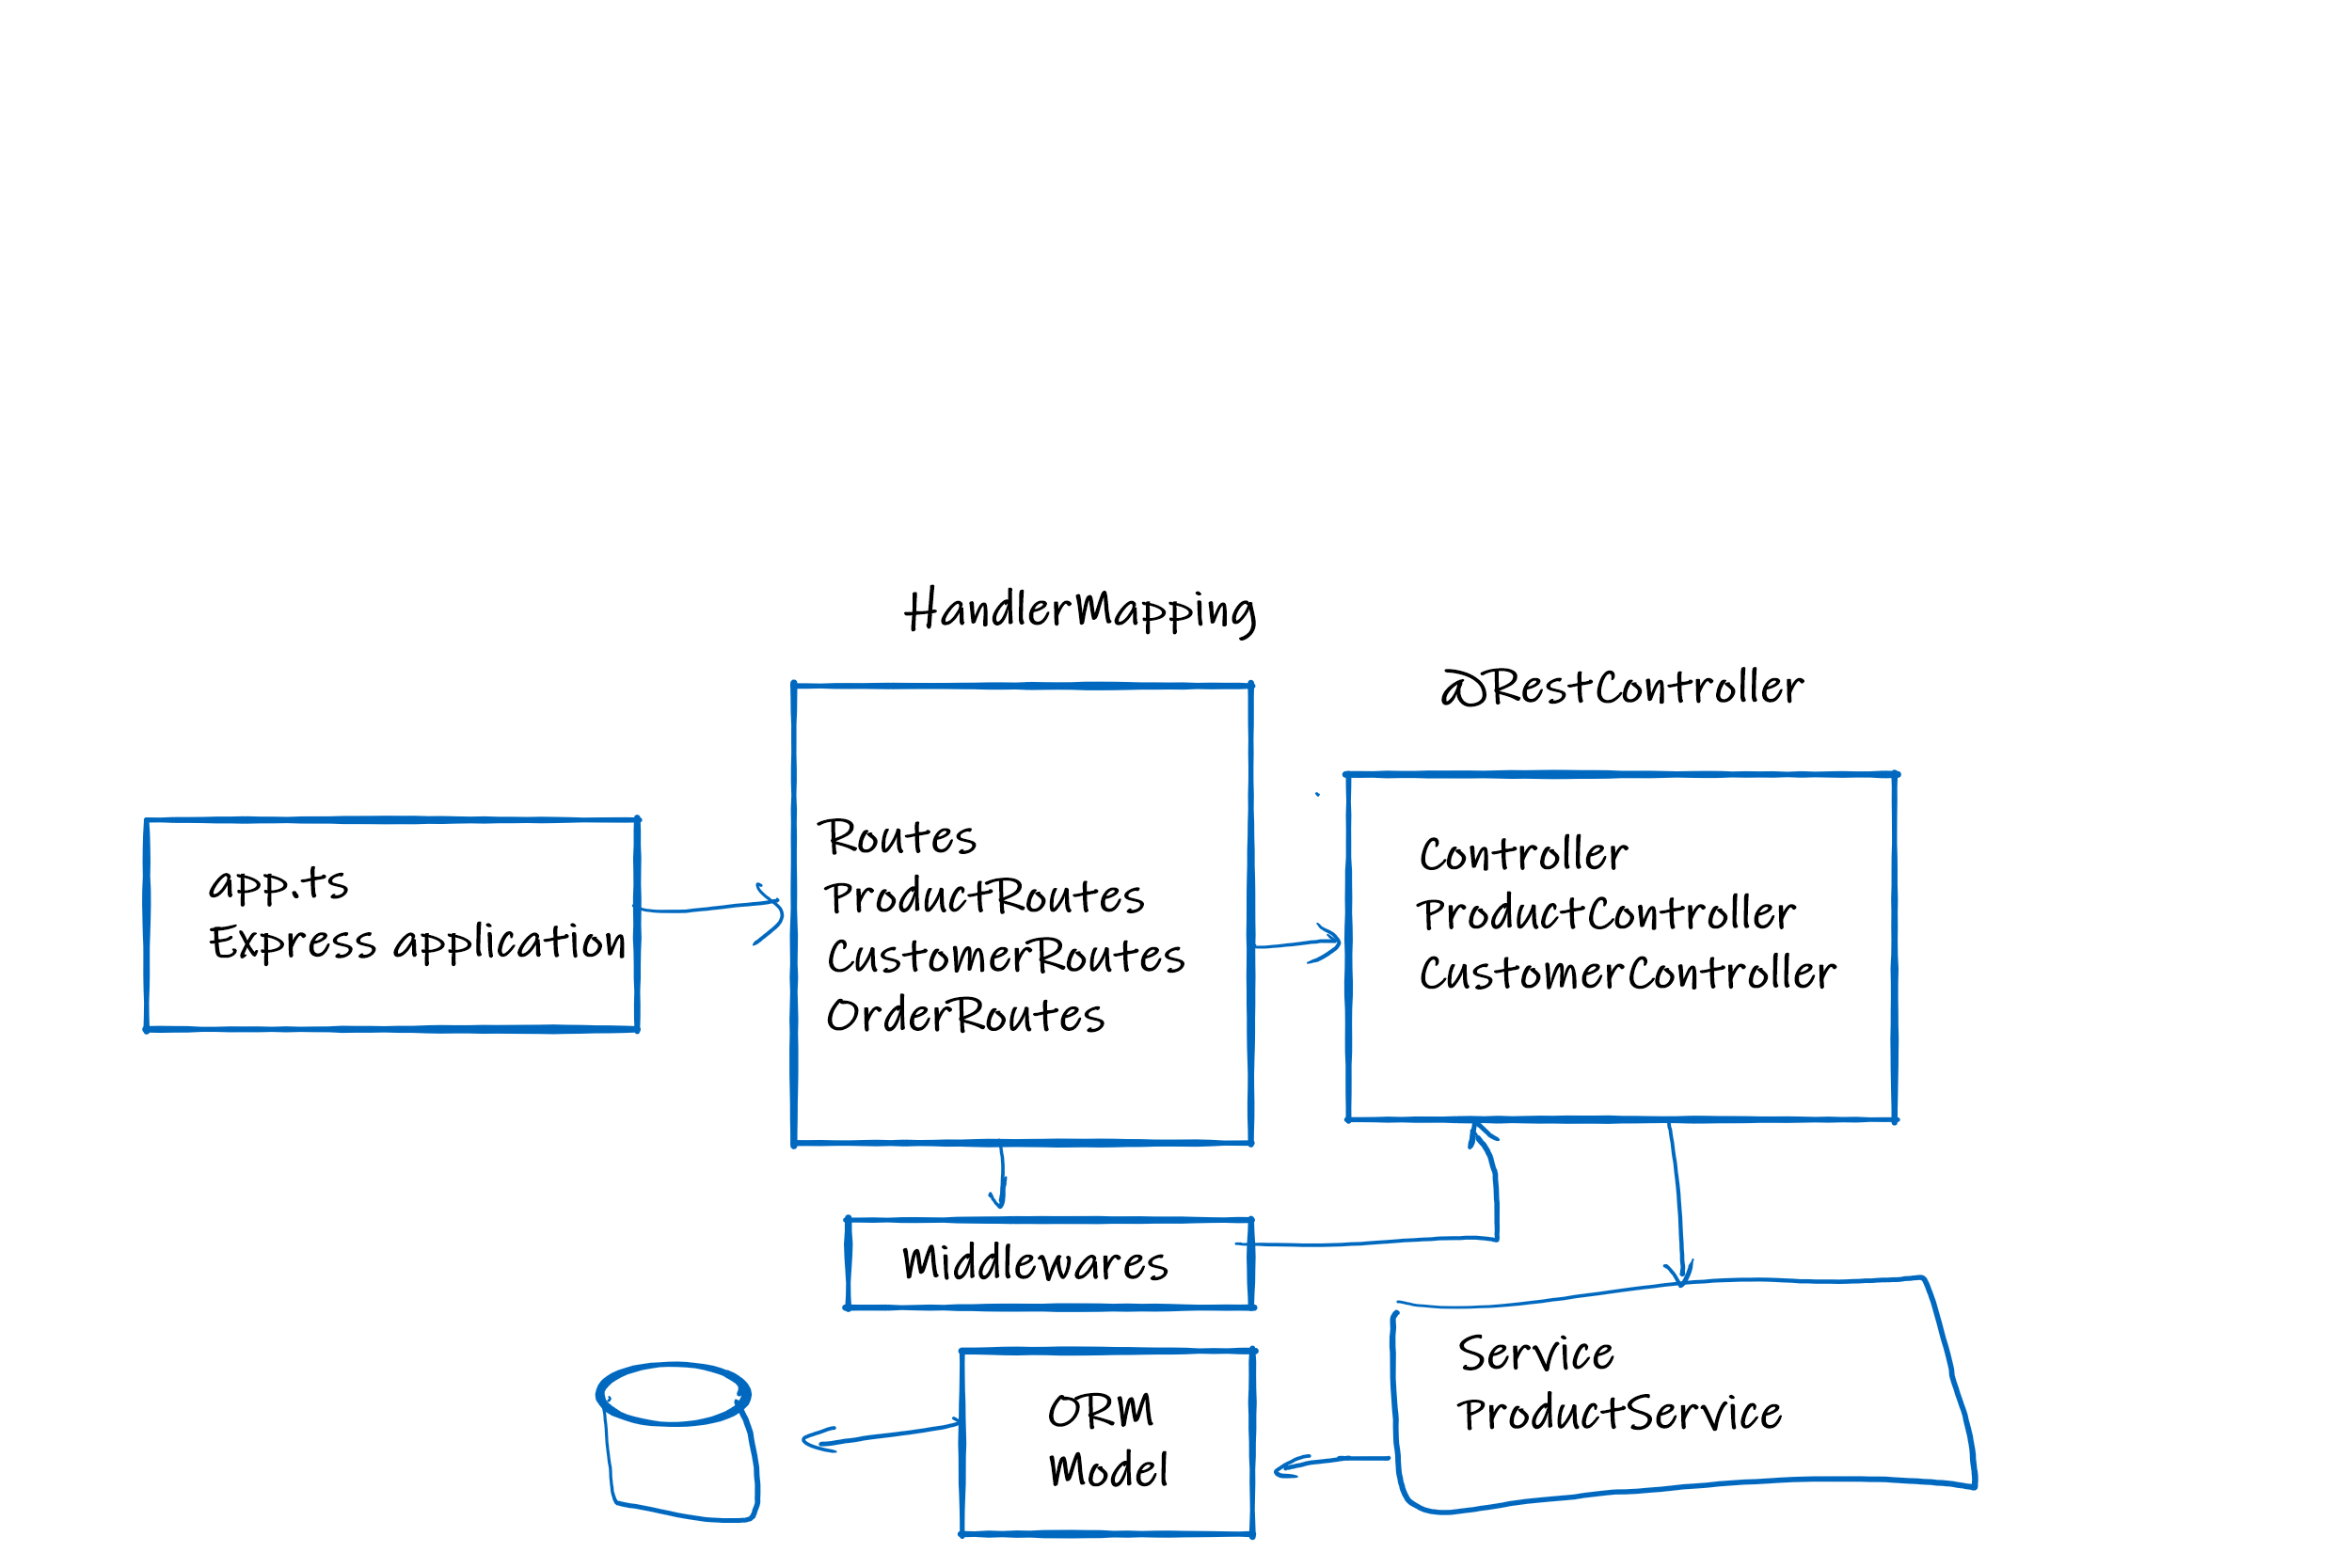 HandlerMapping
@RestController
app.ts
Express application
Routes
ProductRoutes
CustomerRoutes
OrderRoutes
Controller
ProductController
CustomerController
Middlewares
Service
ProductService
ORM
Model